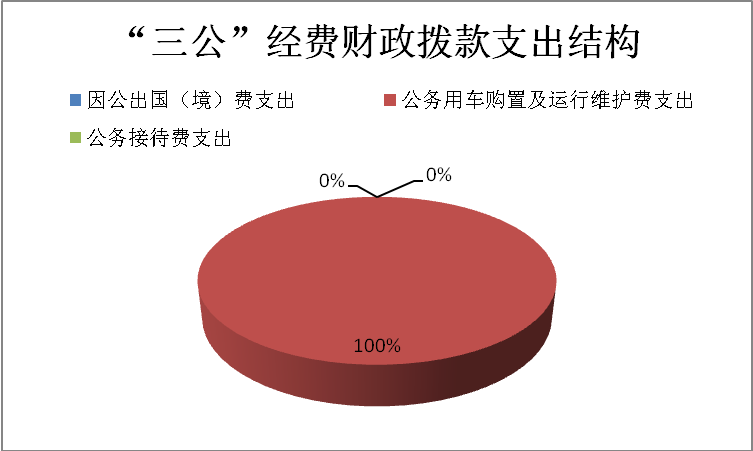 “三公”经费财政拨款支出结构
因公出国（境）费支出
公务用车购置及运行维护费支出
公务接待费支出
0%
0%
100%